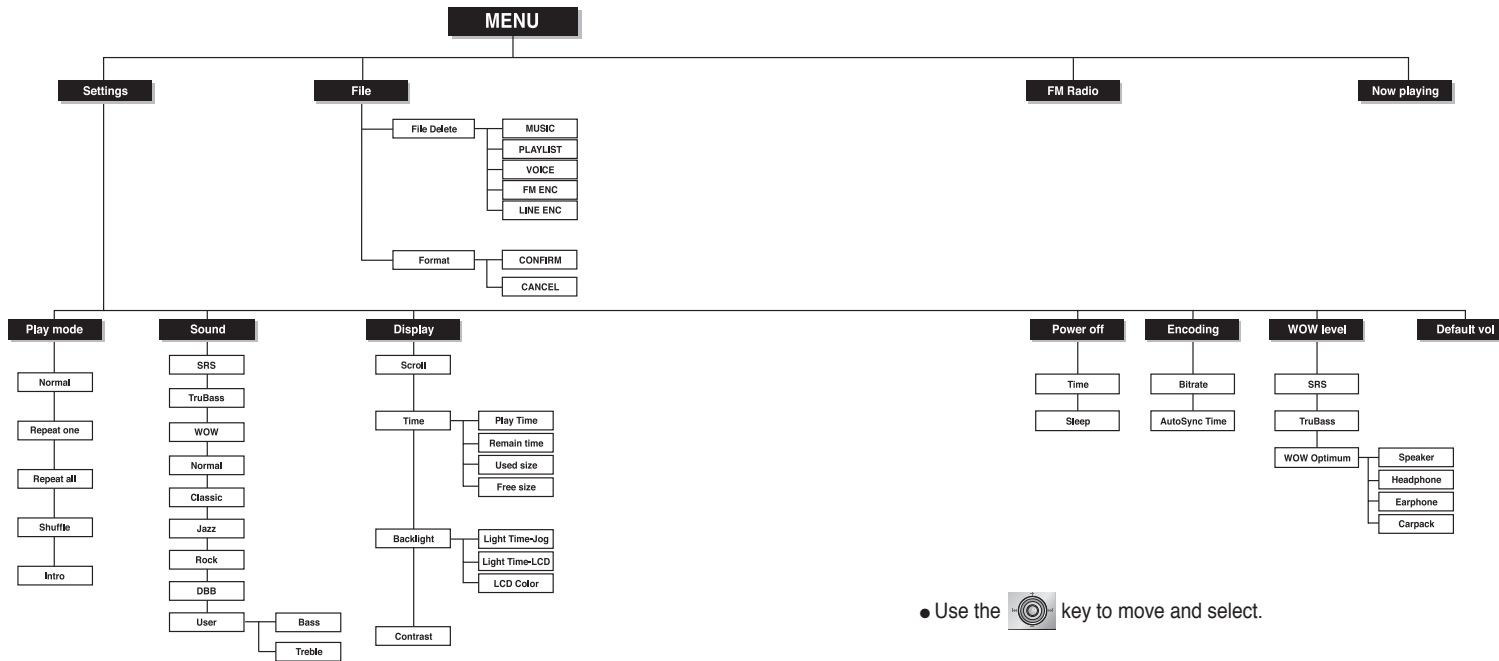 MENU
Settings
File
FM Radio
Now playing
File Delete
MUSIC
PLAYLIST
VOICE
FM ENC
LINE ENC
Format
CONFIRM
CANCEL
Play mode
Normal
Repeat one
Repeat all
Shuffle
Intro
Sound
SRS
TruBass
WOW
Normal
Classic
Jazz
Rock
DBB
User
Bass
Treble
Display
Scroll
Time
Play Time
Remain time
Used size
Free size
Backlight
Light Time-Jog
Light Time-LCD
LCD Color
Contrast
Power off
Time
Sleep
Encoding
Bitrate
AutoSync Time
WOW level
SRS
TruBass
WOW Optimum
Speaker
Headphone
Earphone
Carpack
Default vol
● Use the key to move and select.